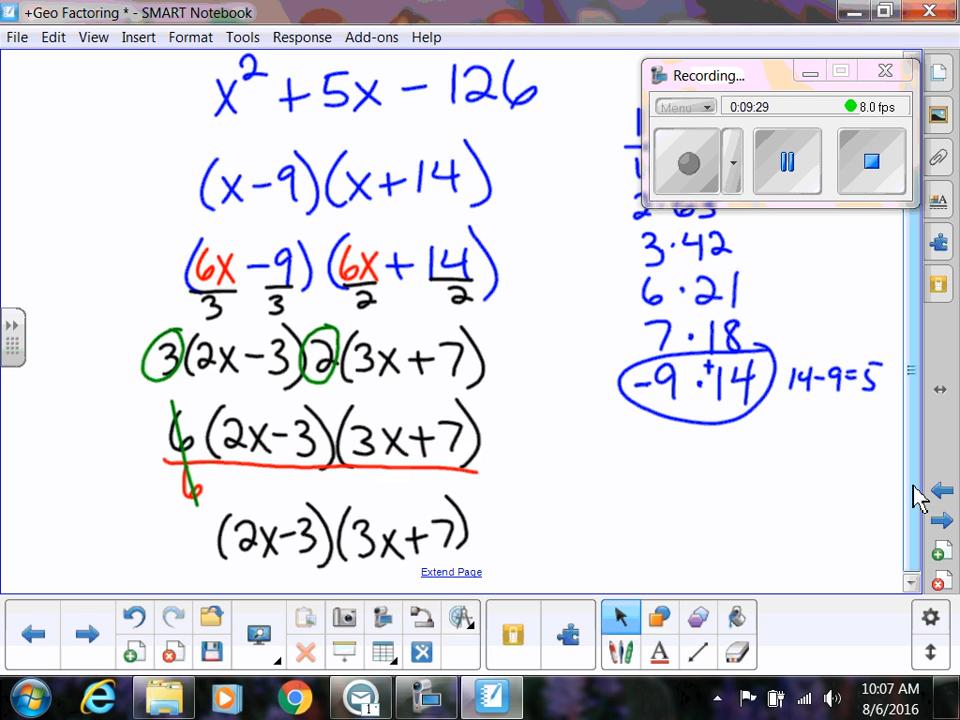 +Geo Factoring * - SMART Notebook
File Edit View Insert Format Tools Response Add-ons Help
Recording...
Menu 0:09:29 8.0 fps
x² + 5x - 126
(x-9)(x+14)
(6x/3 - 9/3)(6x/2 + 14/2)
3(2x-3)2(3x+7)
6(2x-3)(3x+7)
6
(2x-3)(3x+7)
2·63
3·42
6·21
7·18
-9·+14 14-9=5
Extend Page
10:07 AM
8/6/2016